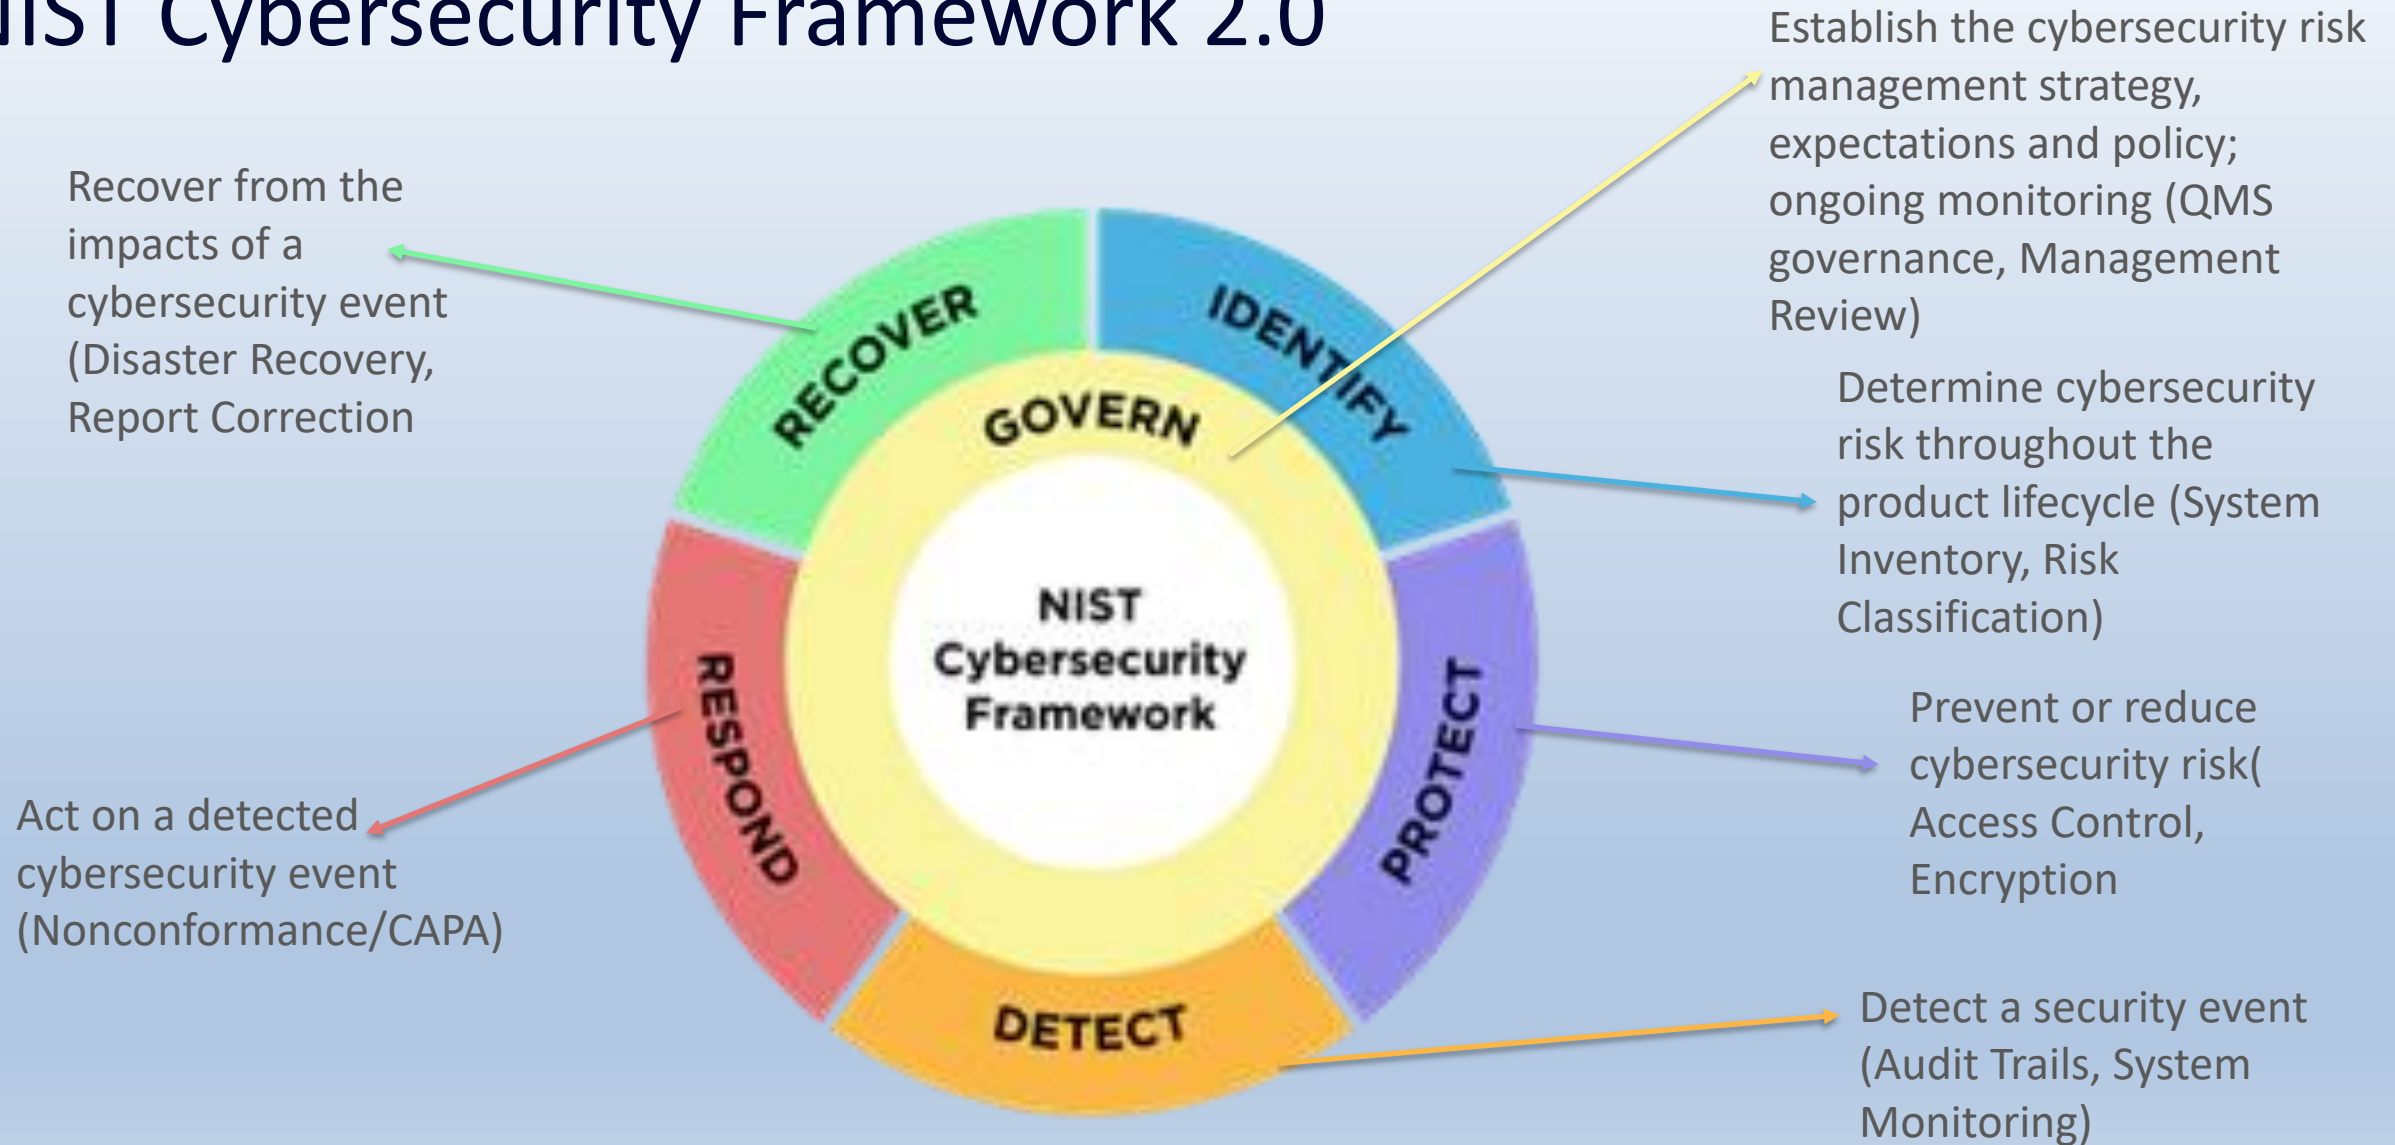 NIST Cybersecurity Framework 2.0
Establish the cybersecurity risk
management strategy,
expectations and policy;
ongoing monitoring (QMS
governance, Management
Review)
Recover from the
impacts of a
cybersecurity event
(Disaster Recovery,
Report Correction
Determine cybersecurity
risk throughout the
product lifecycle (System
Inventory, Risk
Classification)
Prevent or reduce
cybersecurity risk(
Access Control,
Encryption
Act on a detected
cybersecurity event
(Nonconformance/CAPA)
Detect a security event
(Audit Trails, System
Monitoring)
RECOVER
IDENTIFY
GOVERN
NIST
Cybersecurity
Framework
RESPOND
PROTECT
DETECT